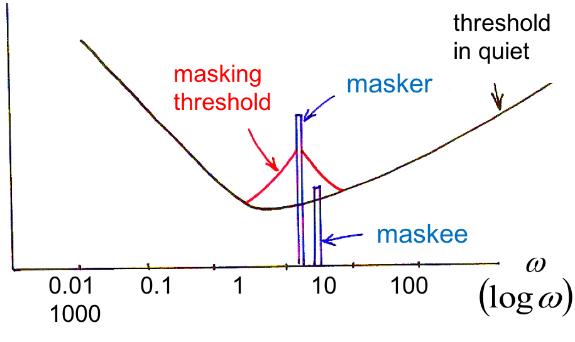 threshold
in quiet
masking
threshold
masker
maskee
ω
0.01 0.1 1 10 100
1000
(log ω)